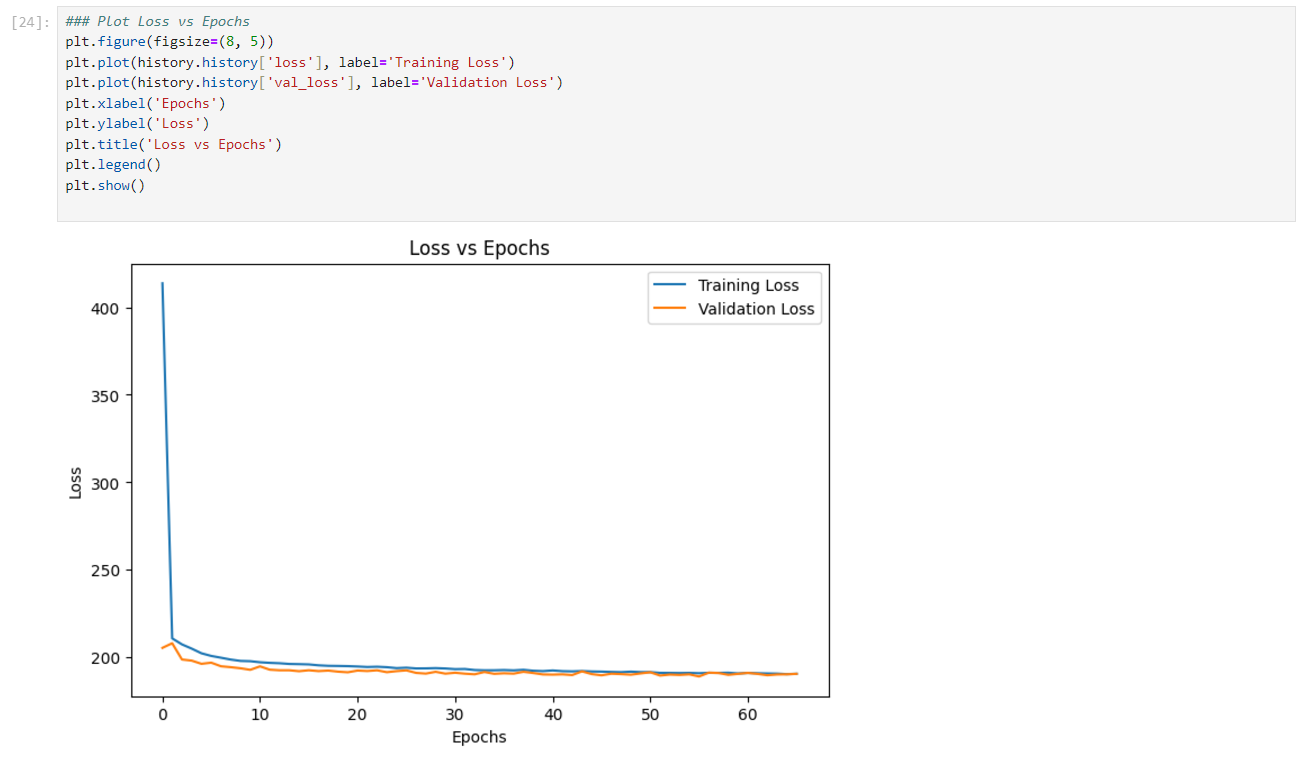 [24]:
### Plot Loss vs Epochs
plt.figure(figsize=(8, 5))
plt.plot(history.history['loss'], label='Training Loss')
plt.plot(history.history['val_loss'], label='Validation Loss')
plt.xlabel('Epochs')
plt.ylabel('Loss')
plt.title('Loss vs Epochs')
plt.legend()
plt.show()
Loss vs Epochs
Training Loss
Validation Loss
400
350
300
250
200
Loss
0 10 20 30 40 50 60
Epochs